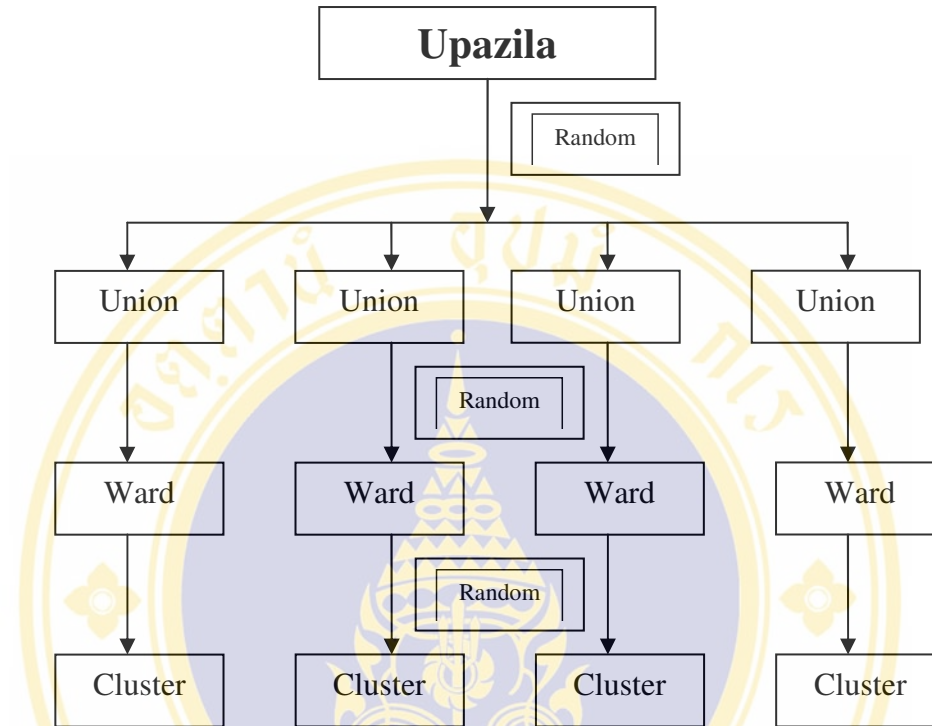 Upazila
Random
Union Union Union Union
Random
Ward Ward Ward Ward
Random
Cluster Cluster Cluster Cluster